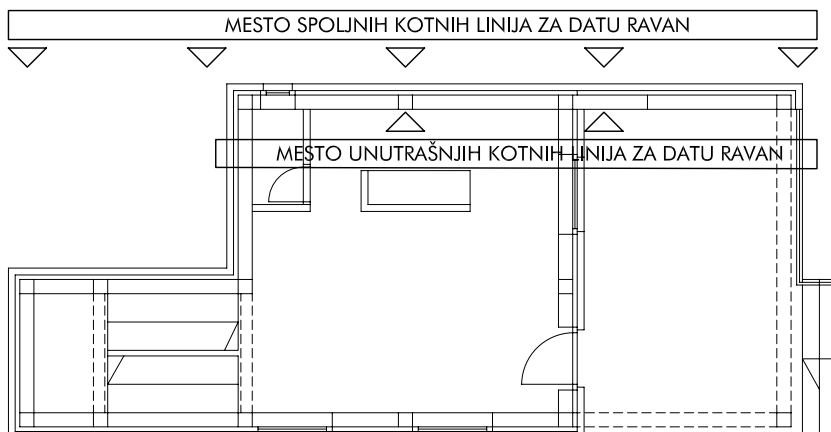 MESTO SPOLJNIH KOTNIH LINIJA ZA DATU RAVAN
MESTO UNUTRAŠNJIH KOTNIH LINIJA ZA DATU RAVAN